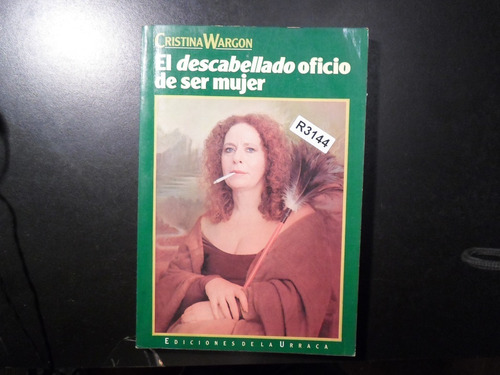 CRISTINA WARGON
El descabellado oficio
de ser mujer
R3144
EDICIONES DE LA URRACA